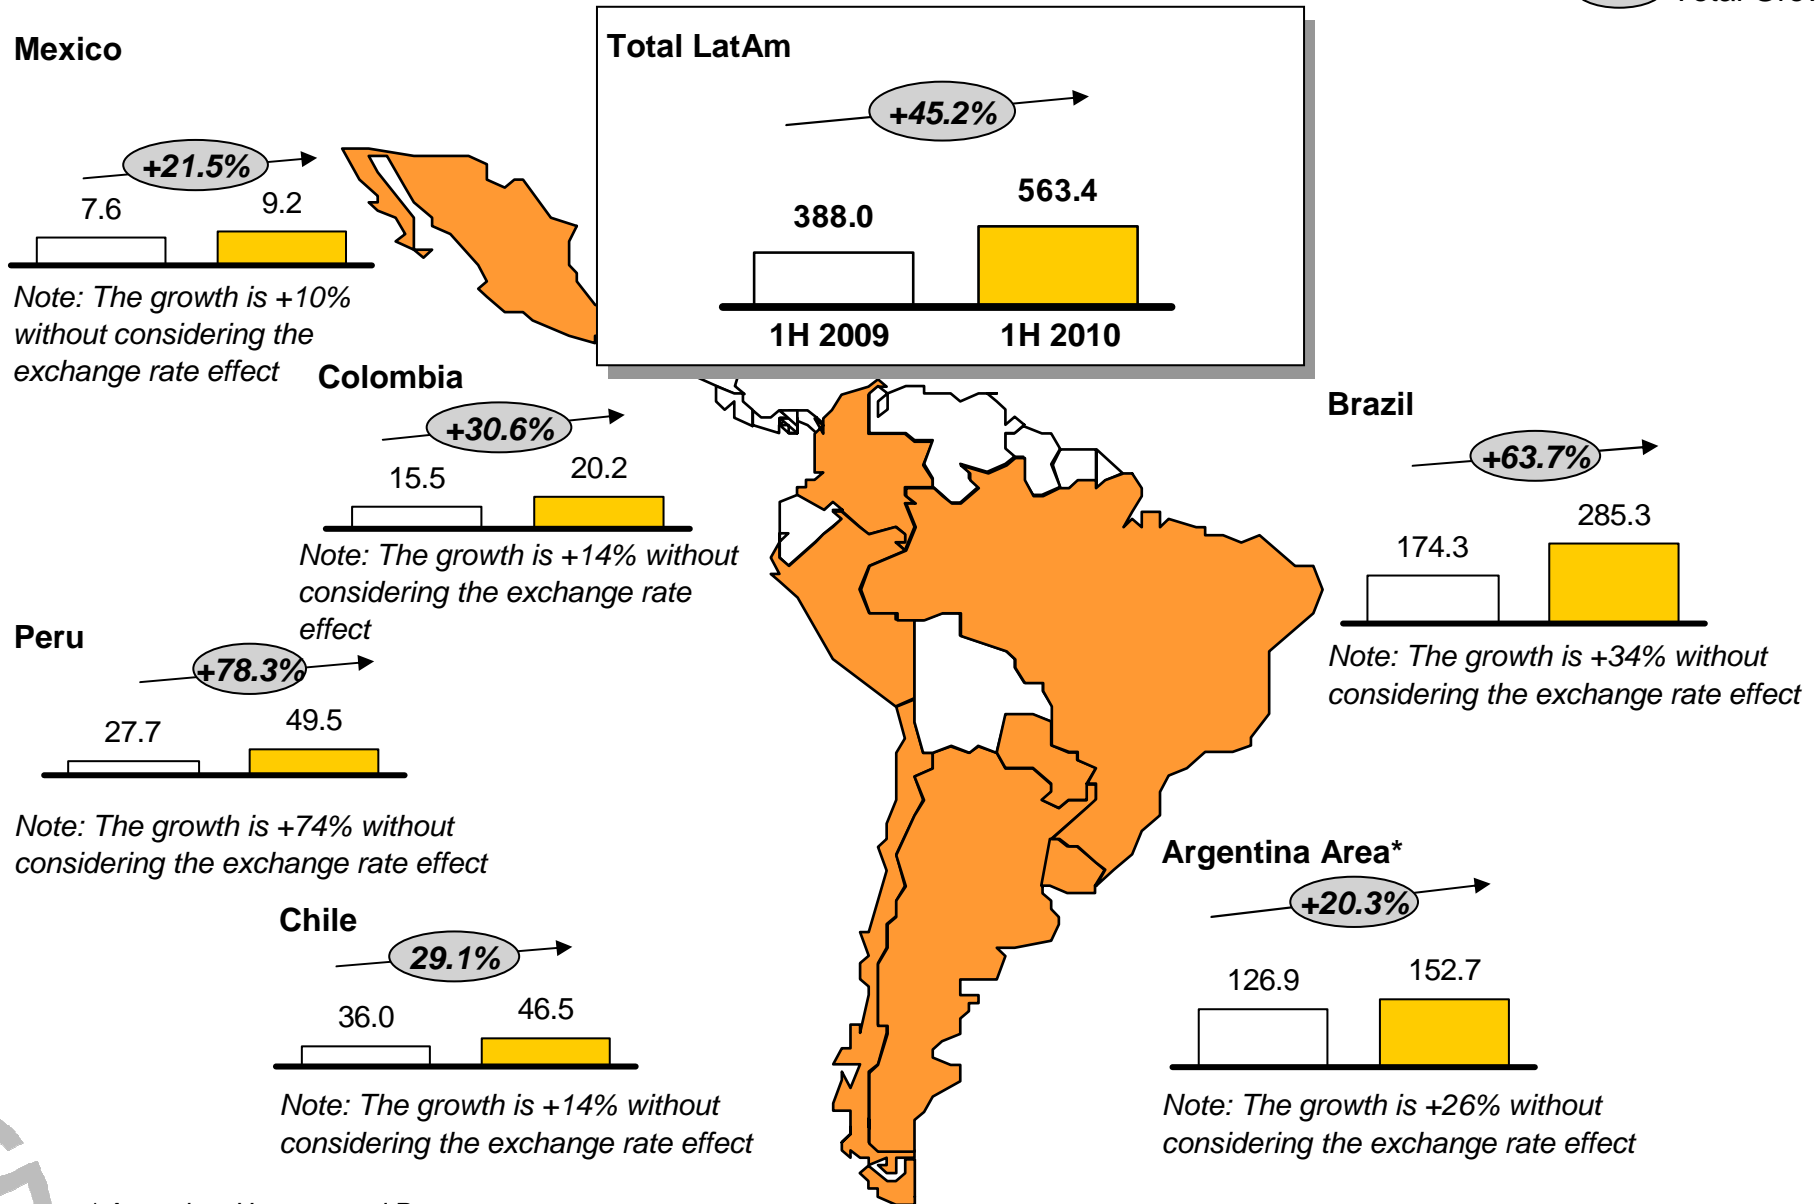 Total
Mexico
Total LatAm
+45.2%
+21.5%
7.6
9.2
388.0
563.4
1H 2009
1H 2010
Note: The growth is +10%
without considering the
exchange rate effect
Colombia
+30.6%
15.5
20.2
Note: The growth is +14% without
considering the exchange rate
effect
Brazil
+63.7%
174.3
285.3
Note: The growth is +34% without
considering the exchange rate effect
Peru
+78.3%
27.7
49.5
Note: The growth is +74% without
considering the exchange rate effect
Argentina Area*
+20.3%
126.9
152.7
Note: The growth is +26% without
considering the exchange rate effect
Chile
29.1%
36.0
46.5
Note: The growth is +14% without
considering the exchange rate effect